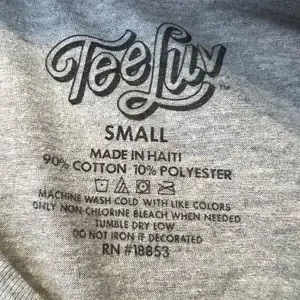 TeeLuv™
SMALL
MADE IN HAITI
90% COTTON 10% POLYESTER
MACHINE WASH COLD WITH LIKE COLORS
ONLY NON-CHLORINE BLEACH WHEN NEEDED
TUMBLE DRY LOW
DO NOT IRON IF DECORATED
RN #18853